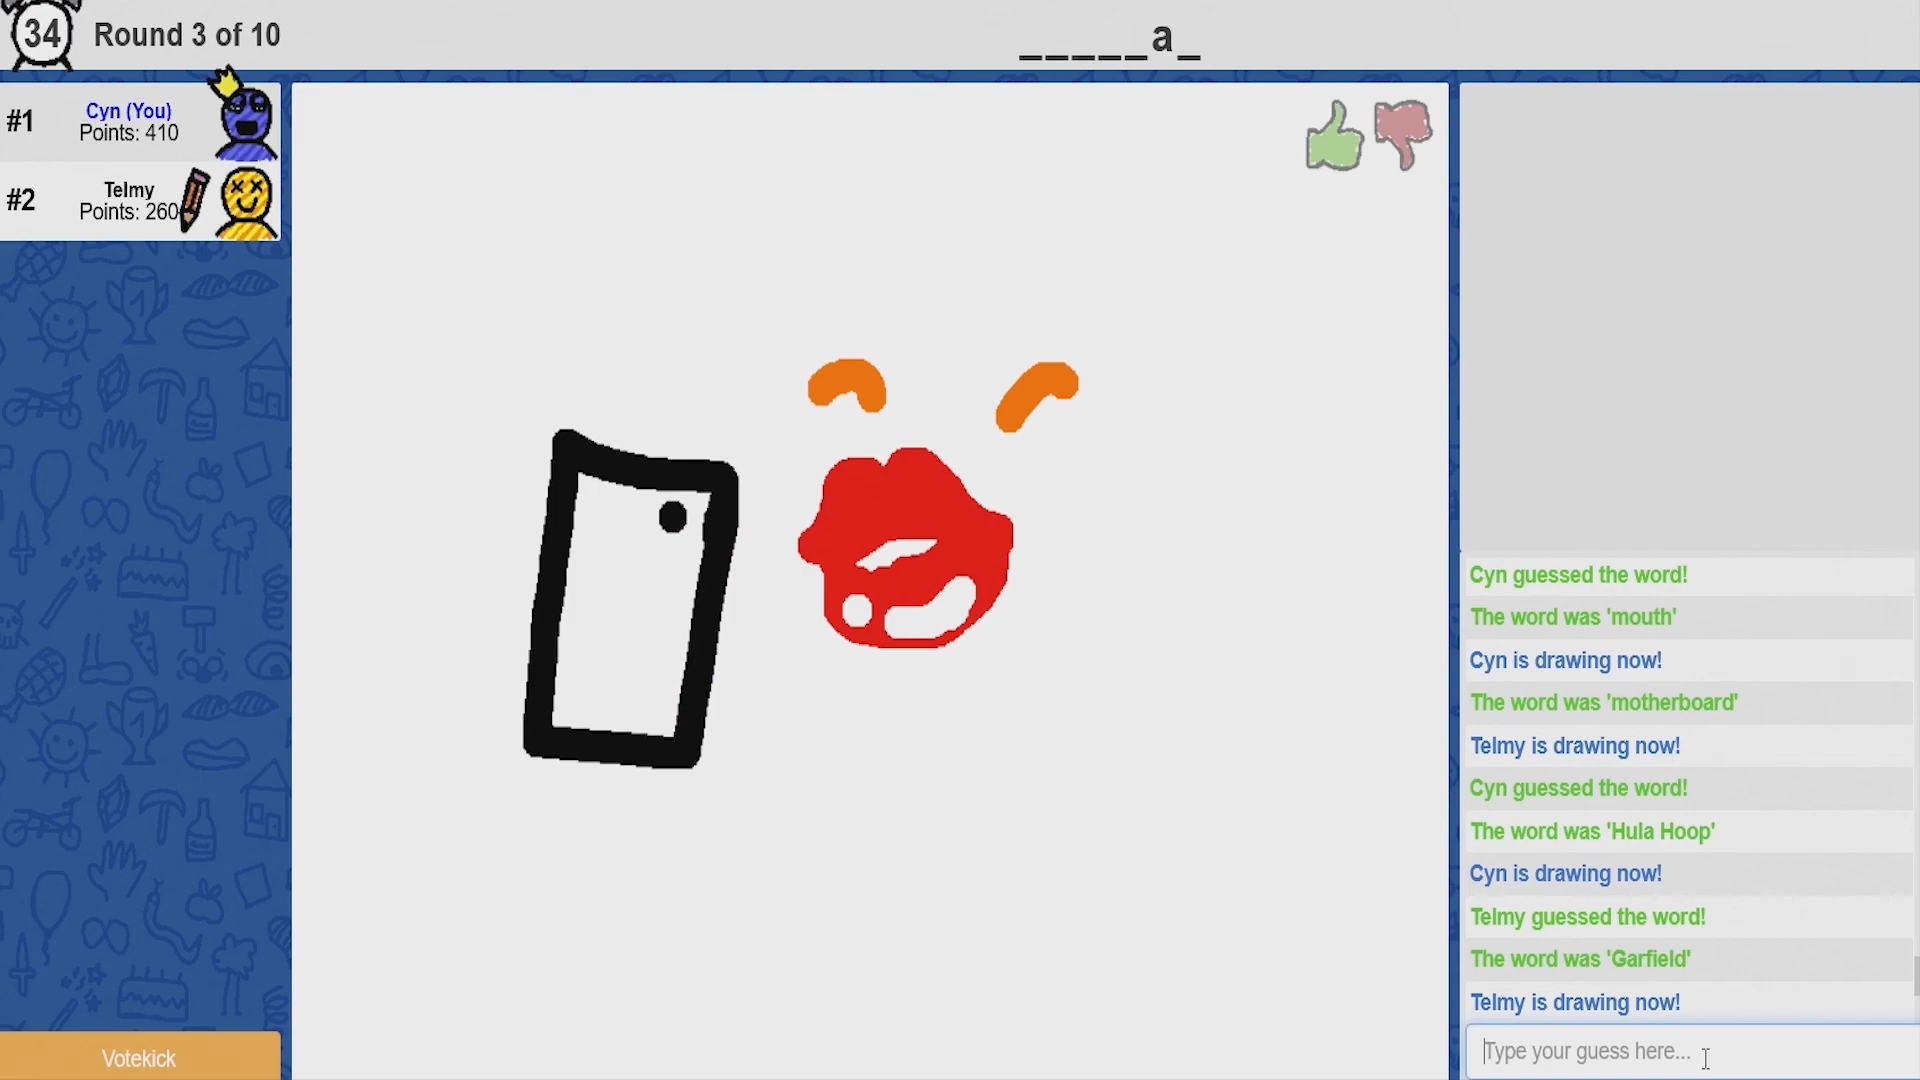 34
Round 3 of 10
_____a_
#1
Cyn (You)
Points: 410
#2
Telmy
Points: 260
Cyn guessed the word!
The word was 'mouth'
Cyn is drawing now!
The word was 'motherboard'
Telmy is drawing now!
Cyn guessed the word!
The word was 'Hula Hoop'
Cyn is drawing now!
Telmy guessed the word!
The word was 'Garfield'
Telmy is drawing now!
Type your guess here...
Votekick